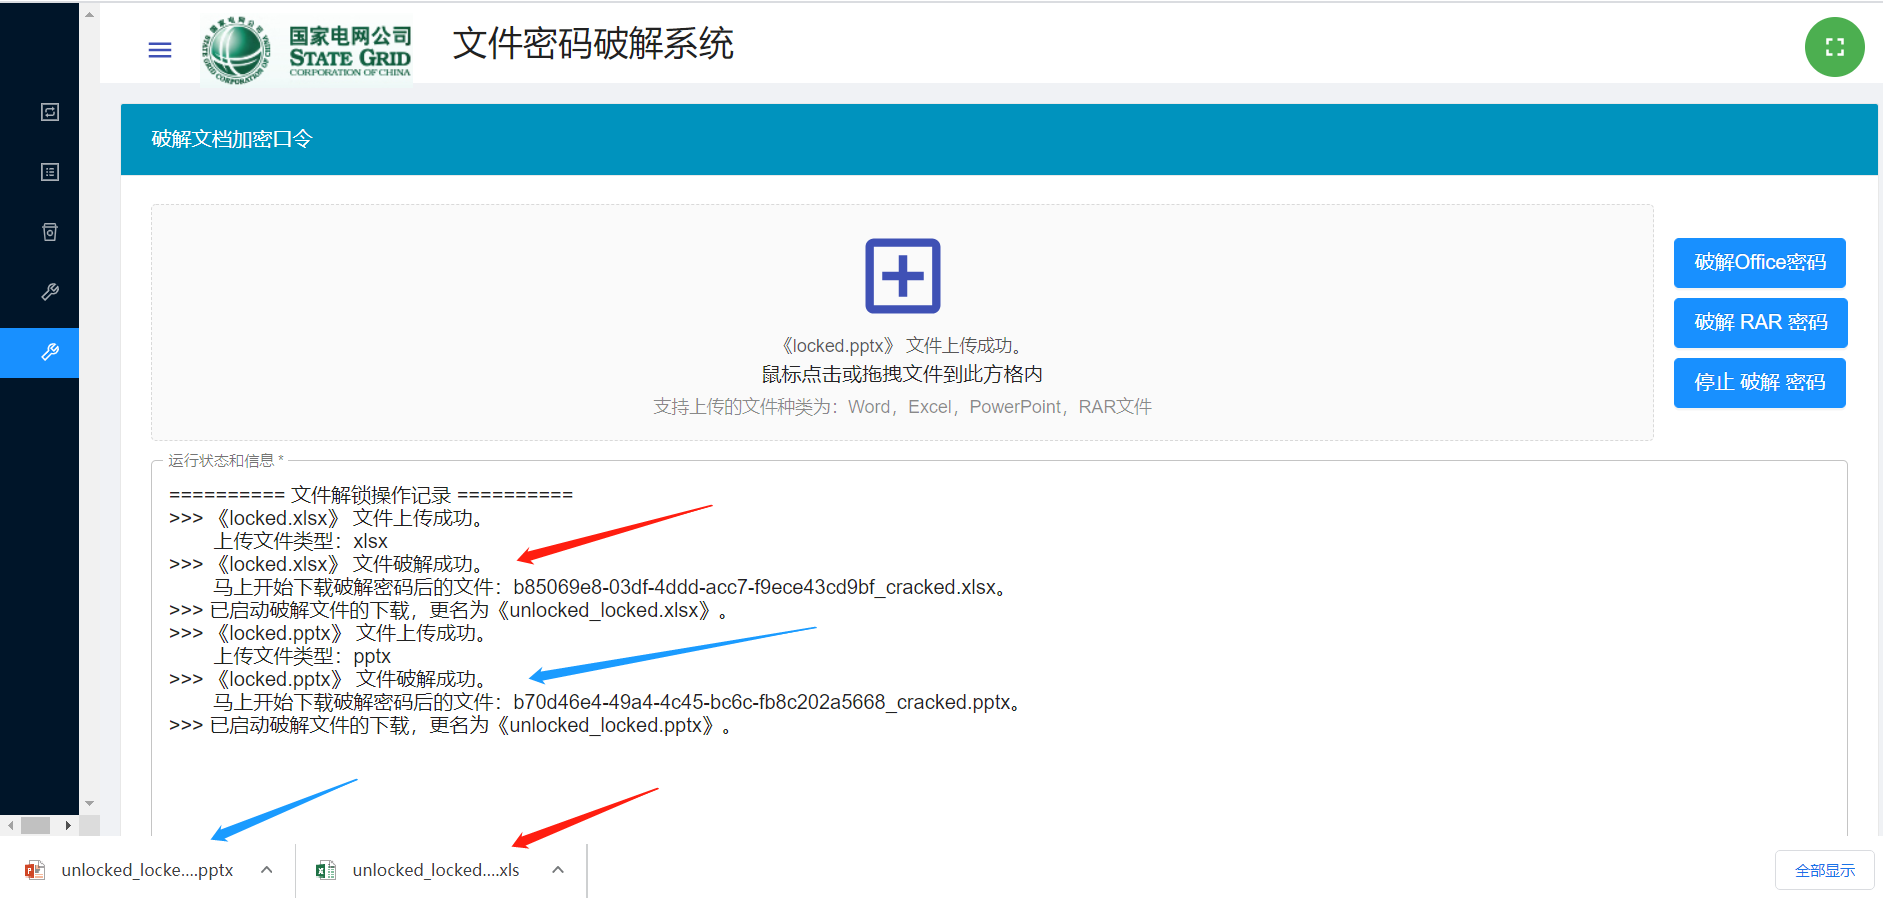 国家电网公司
STATE GRID
CORPORATION OF CHINA
文件密码破解系统
破解文档加密口令
《locked.pptx》 文件上传成功。
鼠标点击或拖拽文件到此方格内
支持上传的文件种类为：Word，Excel，PowerPoint，RAR文件
破解Office密码
破解 RAR 密码
停止 破解 密码
运行状态和信息 *
========== 文件解锁操作记录 ==========
>>> 《locked.xlsx》 文件上传成功。
上传文件类型：xlsx
>>> 《locked.xlsx》 文件破解成功。
马上开始下载破解密码后的文件：b85069e8-03df-4ddd-acc7-f9ece43cd9bf_cracked.xlsx。
>>> 已启动破解文件的下载，更名为《unlocked_locked.xlsx》。
>>> 《locked.pptx》 文件上传成功。
上传文件类型：pptx
>>> 《locked.pptx》 文件破解成功。
马上开始下载破解密码后的文件：b70d46e4-49a4-4c45-bc6c-fb8c202a5668_cracked.pptx。
>>> 已启动破解文件的下载，更名为《unlocked_locked.pptx》。
unlocked_locke....pptx
unlocked_locked....xls
全部显示